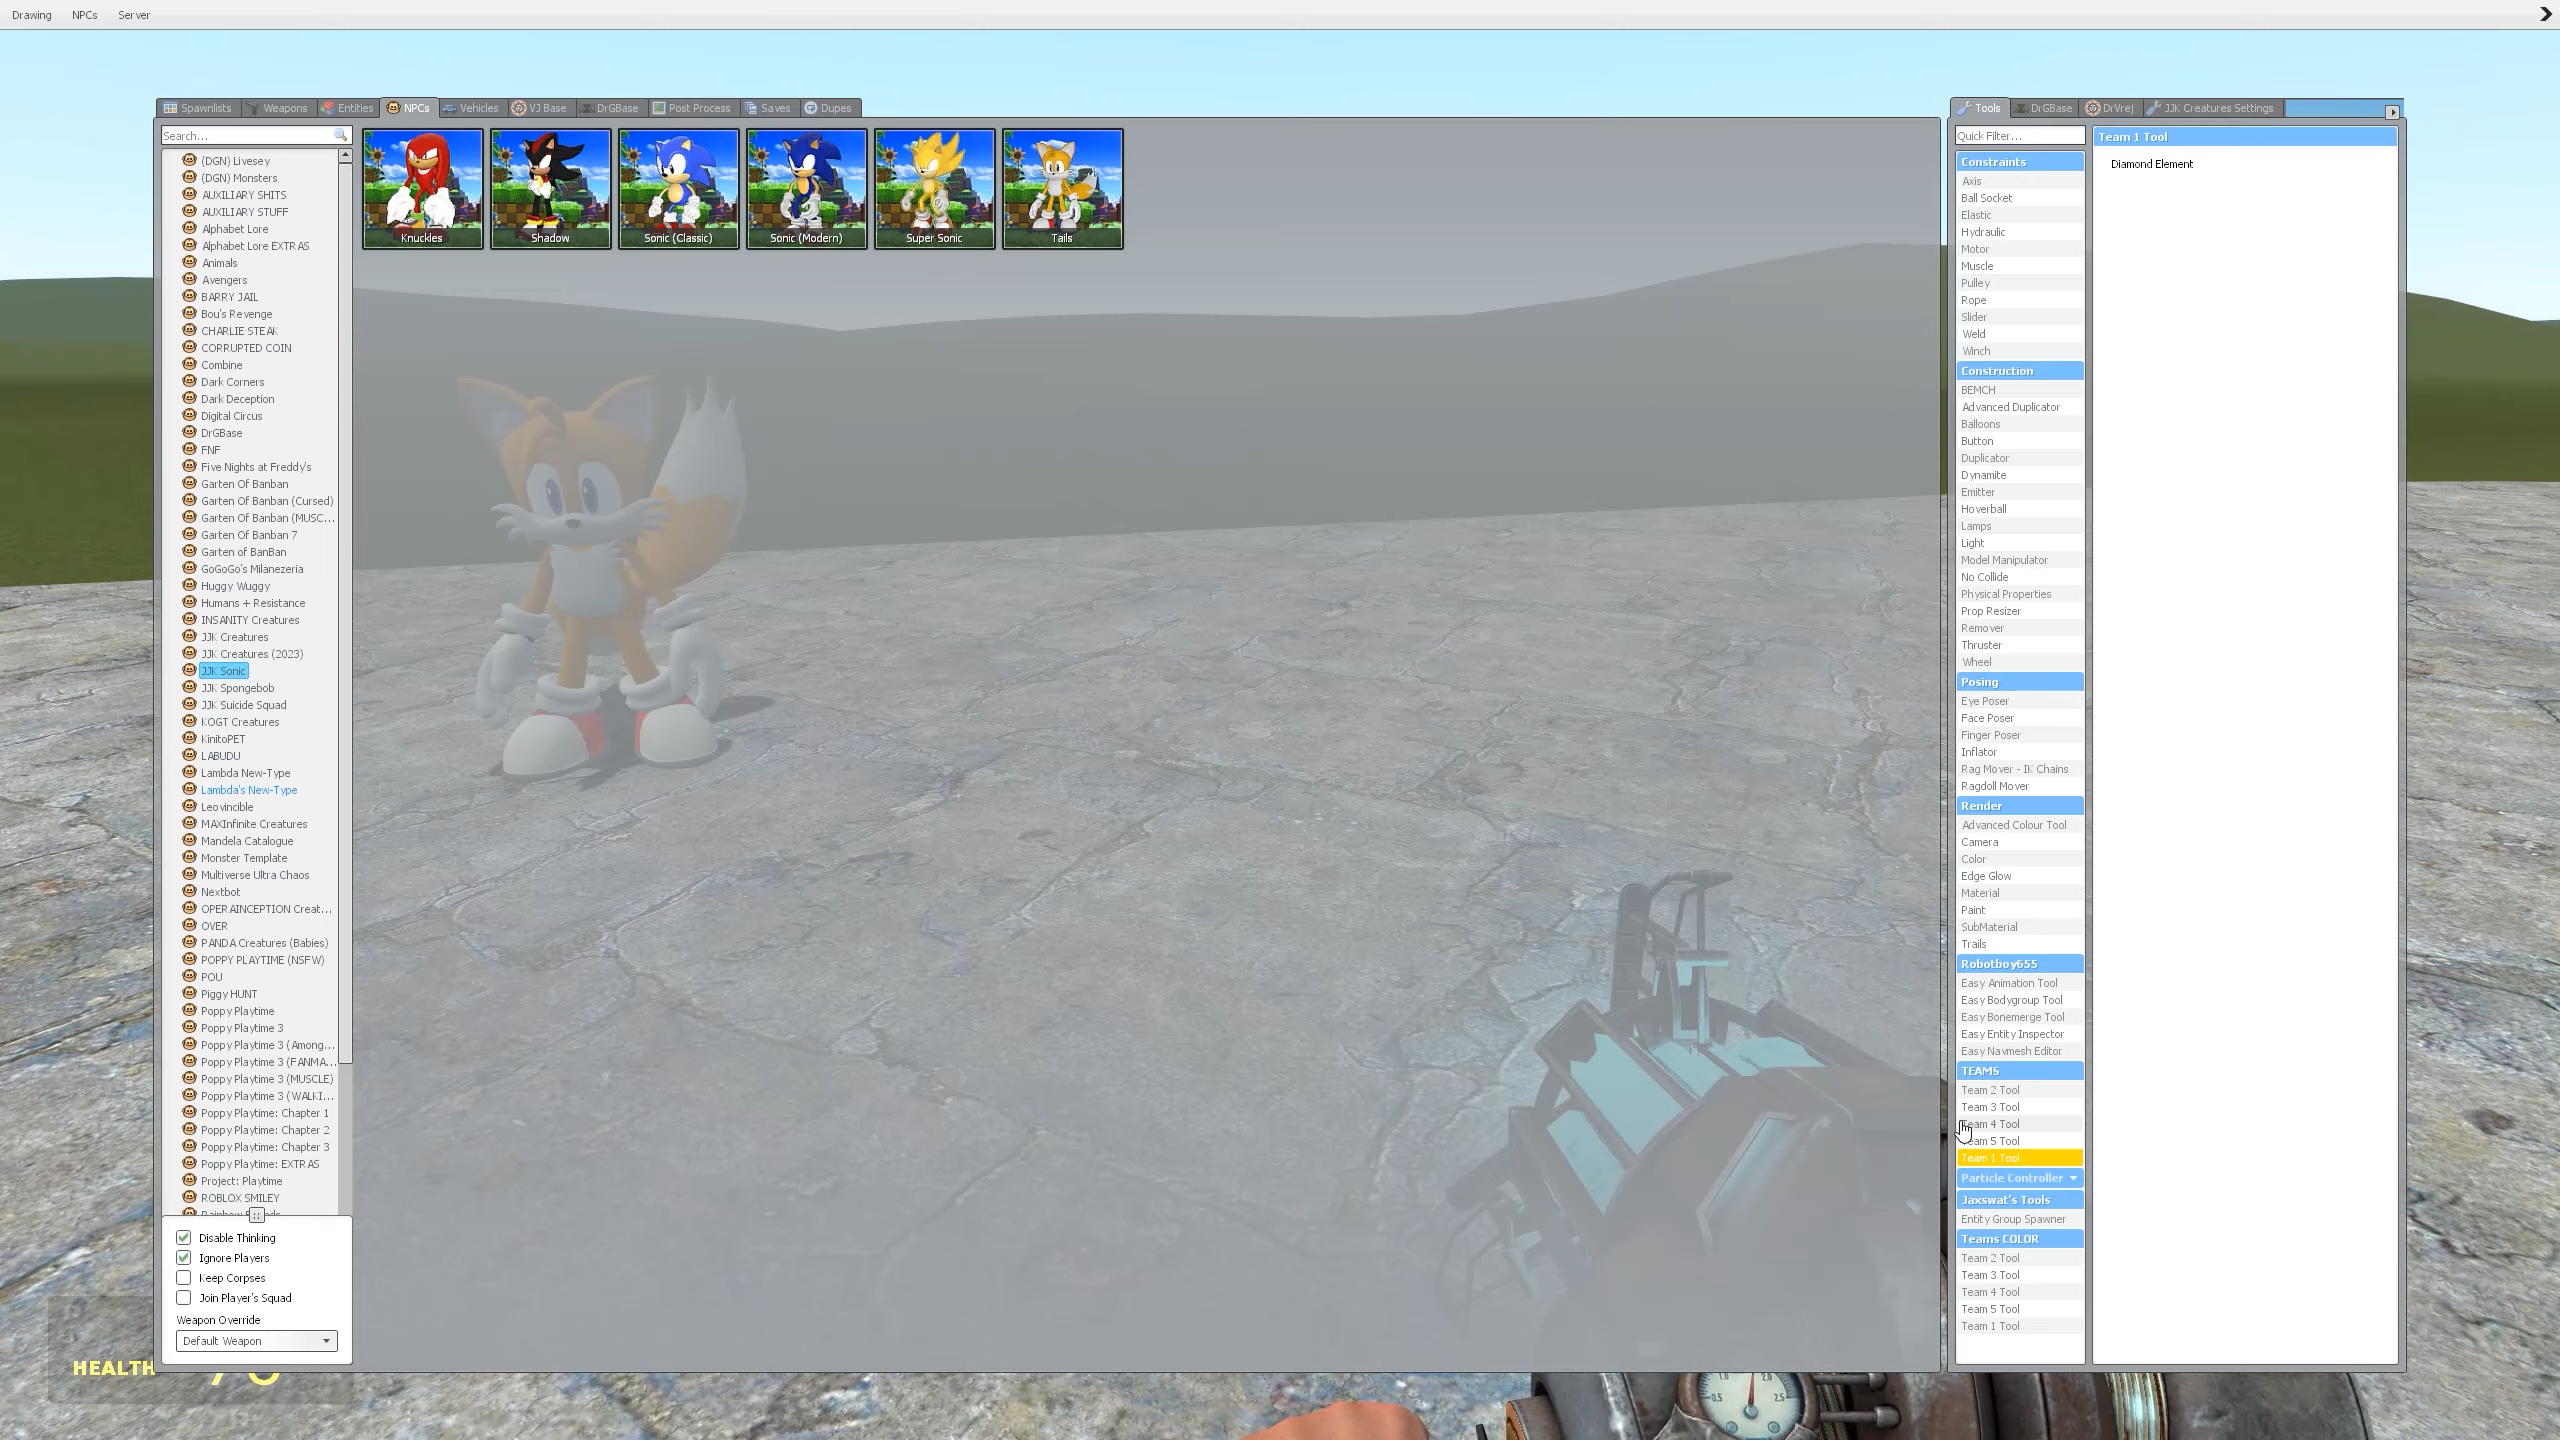 Drawing NPCs Server
Spawnlists Weapons Entities NPCs Vehicles VJ Base DrGBase Post Process Saves Dupes
Search...
(DGN) Livesey
(DGN) Monsters
AUXILIARY SHITS
AUXILIARY STUFF
Alphabet Lore
Alphabet Lore EXTRAS
Animals
Avengers
BARRY JAIL
Bou's Revenge
CHARLIE STEAK
CORRUPTED COIN
Combine
Dark Corners
Dark Deception
Digital Circus
DrGBase
FNF
Five Nights at Freddy's
Garten Of Banban
Garten Of Banban (Cursed)
Garten Of Banban (MUSC...
Garten Of Banban 7
Garten of BanBan
GoGoGo's Milanezeria
Huggy Wuggy
Humans + Resistance
INSANITY Creatures
JJK Creatures
JJK Creatures (2023)
JJK Sonic
JJK Spongebob
JJK Suicide Squad
KOGT Creatures
KinitoPET
LABUDU
Lambda New-Type
Lambda's New-Type
Leovincible
MAXInfinite Creatures
Mandela Catalogue
Monster Template
Multiverse Ultra Chaos
Nextbot
OPERAINCEPTION Creat...
OVER
PANDA Creatures (Babies)
POPPY PLAYTIME (NSFW)
POU
Piggy HUNT
Poppy Playtime
Poppy Playtime 3
Poppy Playtime 3 (Among...
Poppy Playtime 3 (FANMA...
Poppy Playtime 3 (MUSCLE)
Poppy Playtime 3 (WALKI...
Poppy Playtime: Chapter 1
Poppy Playtime: Chapter 2
Poppy Playtime: Chapter 3
Poppy Playtime: EXTRAS
Project: Playtime
ROBLOX SMILEY
Disable Thinking
Ignore Players
Keep Corpses
Join Player's Squad
Weapon Override
Default Weapon
HEALTH
Knuckles
Shadow
Sonic (Classic)
Sonic (Modern)
Super Sonic
Tails
Tools DrGBase DrVrej JJK Creatures Settings
Quick Filter...
Constraints
Axis
Ball Socket
Elastic
Hydraulic
Motor
Muscle
Pulley
Rope
Slider
Weld
Winch
Construction
BEMCH
Advanced Duplicator
Balloons
Button
Duplicator
Dynamite
Emitter
Hoverball
Lamps
Light
Model Manipulator
No Collide
Physical Properties
Prop Resizer
Remover
Thruster
Wheel
Posing
Eye Poser
Face Poser
Finger Poser
Inflator
Rag Mover - IK Chains
Ragdoll Mover
Render
Advanced Colour Tool
Camera
Color
Edge Glow
Material
Paint
SubMaterial
Trails
Robotboy655
Easy Animation Tool
Easy Bodygroup Tool
Easy Bonemerge Tool
Easy Entity Inspector
Easy Navmesh Editor
TEAMS
Team 2 Tool
Team 3 Tool
Team 4 Tool
Team 5 Tool
Team 1 Tool
Particle Controller
Jaxswat's Tools
Entity Group Spawner
Teams COLOR
Team 2 Tool
Team 3 Tool
Team 4 Tool
Team 5 Tool
Team 1 Tool
Team 1 Tool
Diamond Element
0.5 1.0 2.0 2.5